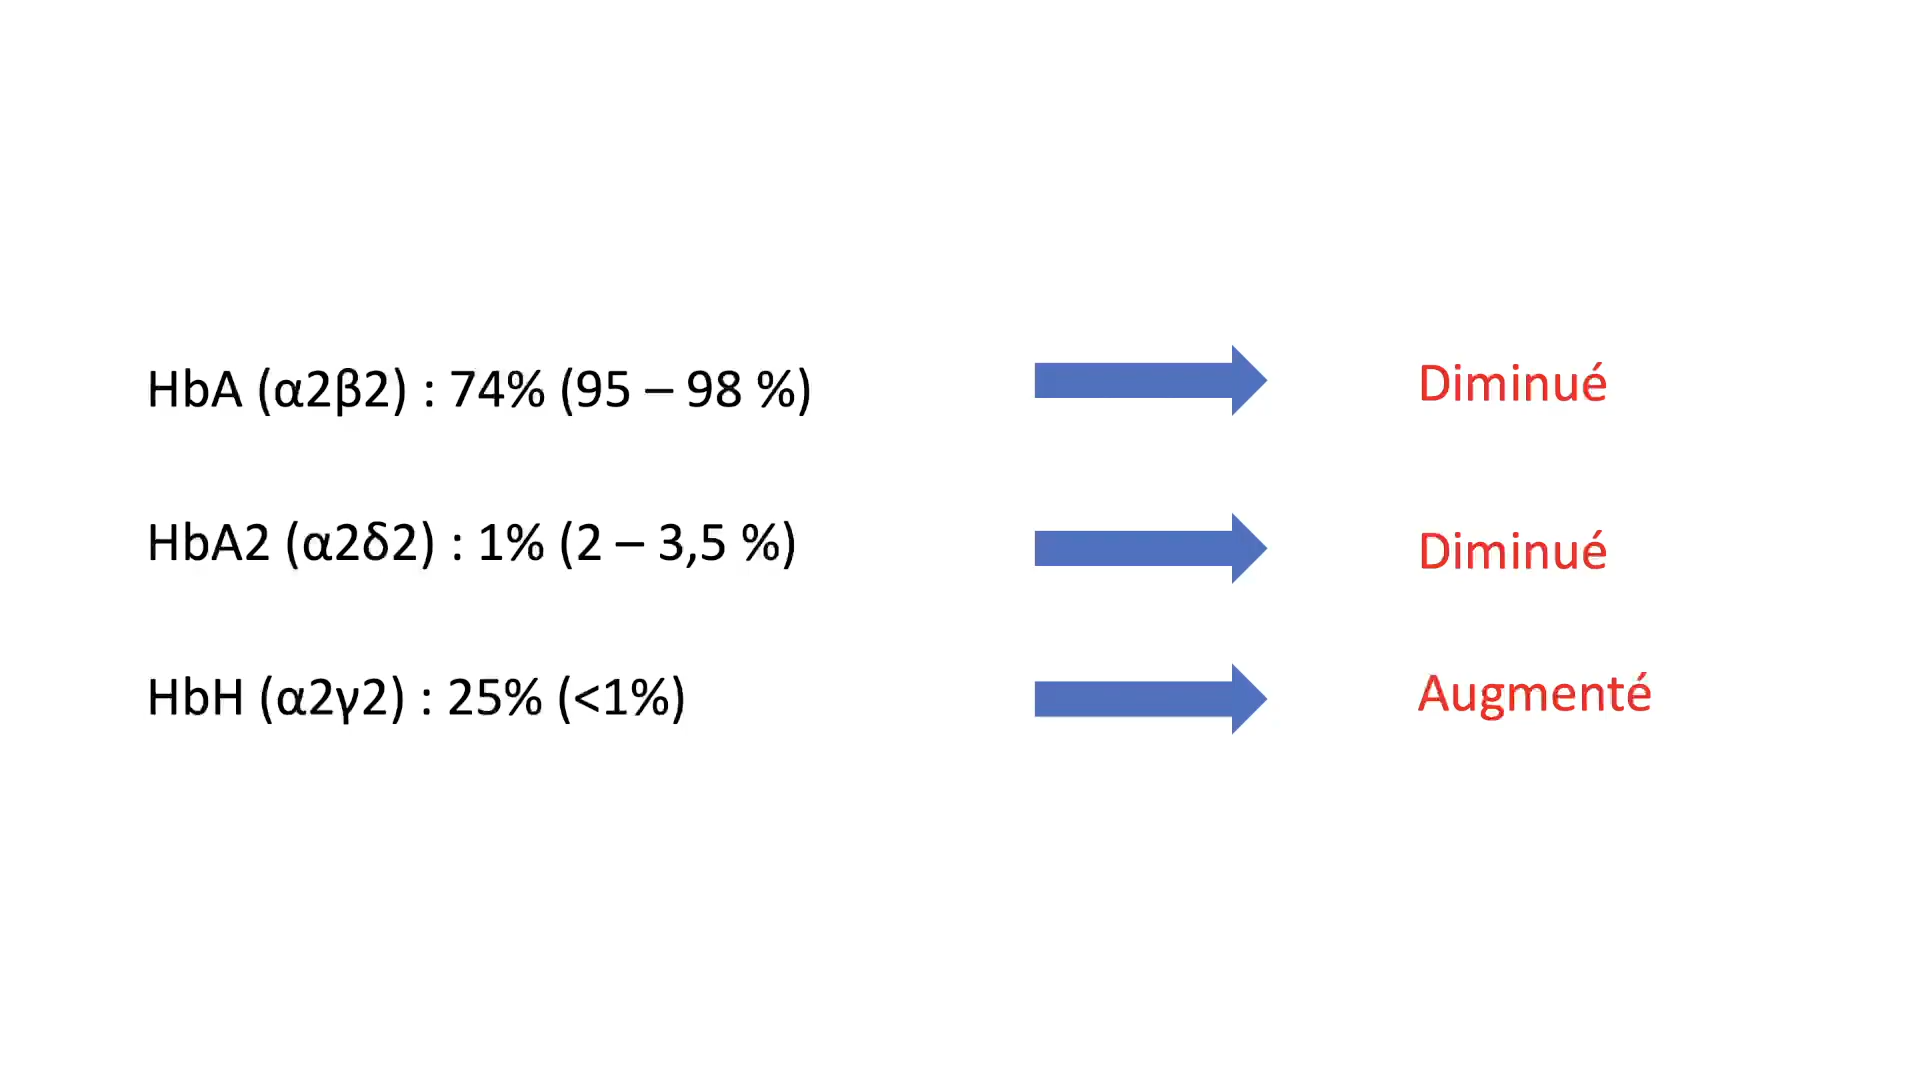 HbA (α2β2) : 74% (95 – 98 %)
Diminué
HbA2 (α2δ2) : 1% (2 – 3,5 %)
Diminué
HbH (α2γ2) : 25% (<1%)
Augmenté